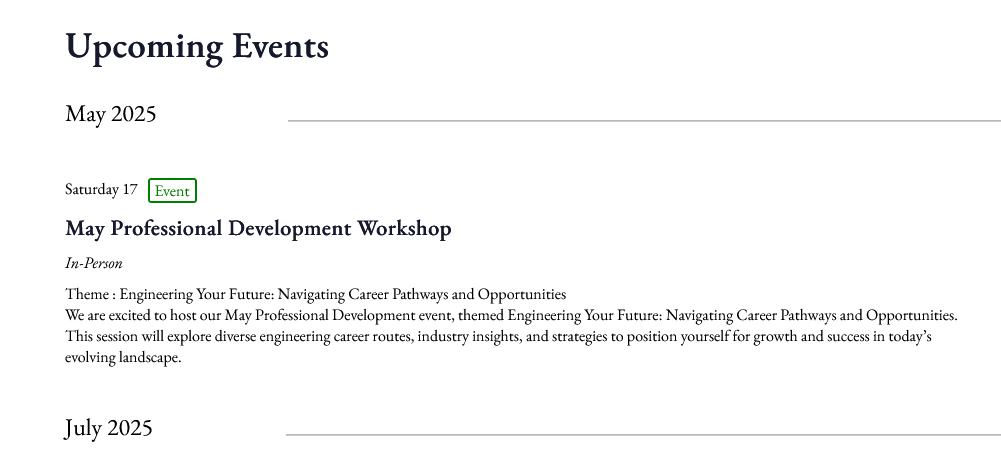 Upcoming Events
May 2025
Saturday 17 Event
May Professional Development Workshop
In-Person
Theme : Engineering Your Future: Navigating Career Pathways and Opportunities
We are excited to host our May Professional Development event, themed Engineering Your Future: Navigating Career Pathways and Opportunities.
This session will explore diverse engineering career routes, industry insights, and strategies to position yourself for growth and success in today’s
evolving landscape.
July 2025